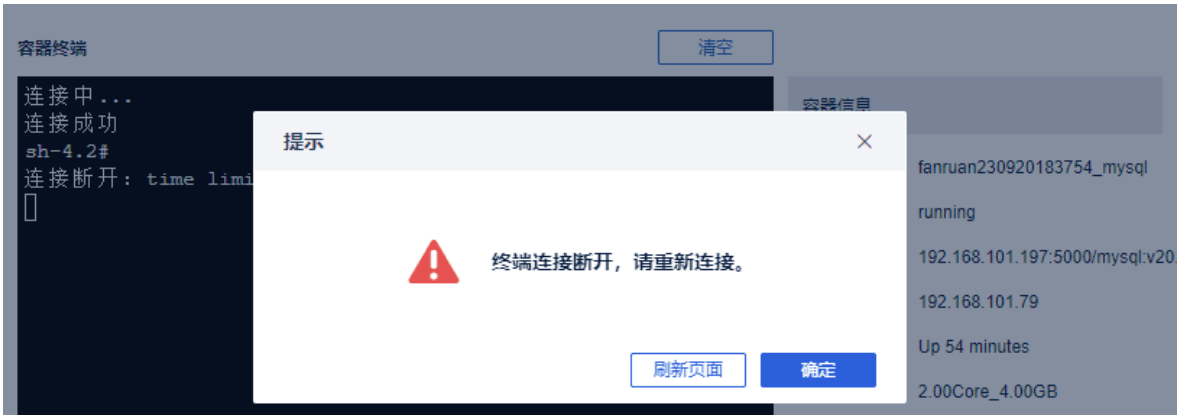 容器终端
清空
连接中...
连接成功
sh-4.2#
连接断开: time limi
提示
终端连接断开，请重新连接。
刷新页面
确定
容器信息
fanruan230920183754_mysql
running
192.168.101.197:5000/mysql:v20.
192.168.101.79
Up 54 minutes
2.00Core_4.00GB